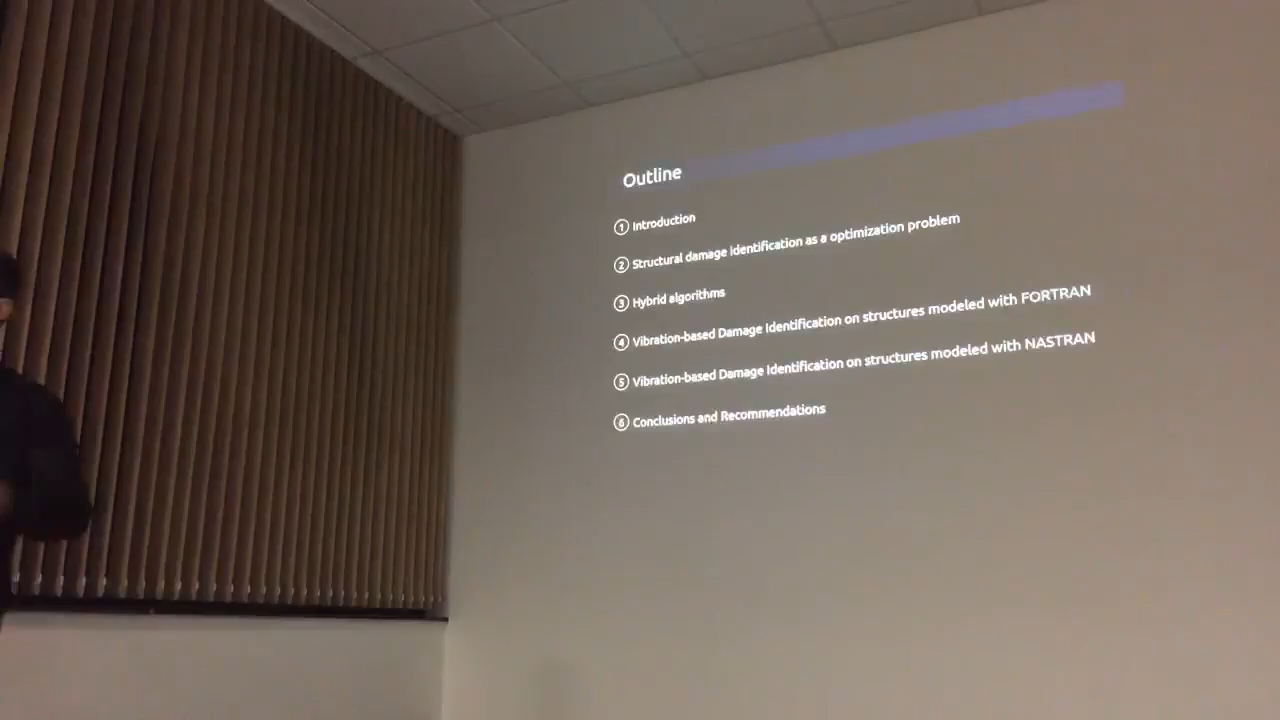 Outline
1 Introduction
2 Structural damage identification as a optimization problem
3 Hybrid algorithms
4 Vibration-based Damage Identification on structures modeled with FORTRAN
5 Vibration-based Damage Identification on structures modeled with NASTRAN
6 Conclusions and Recommendations